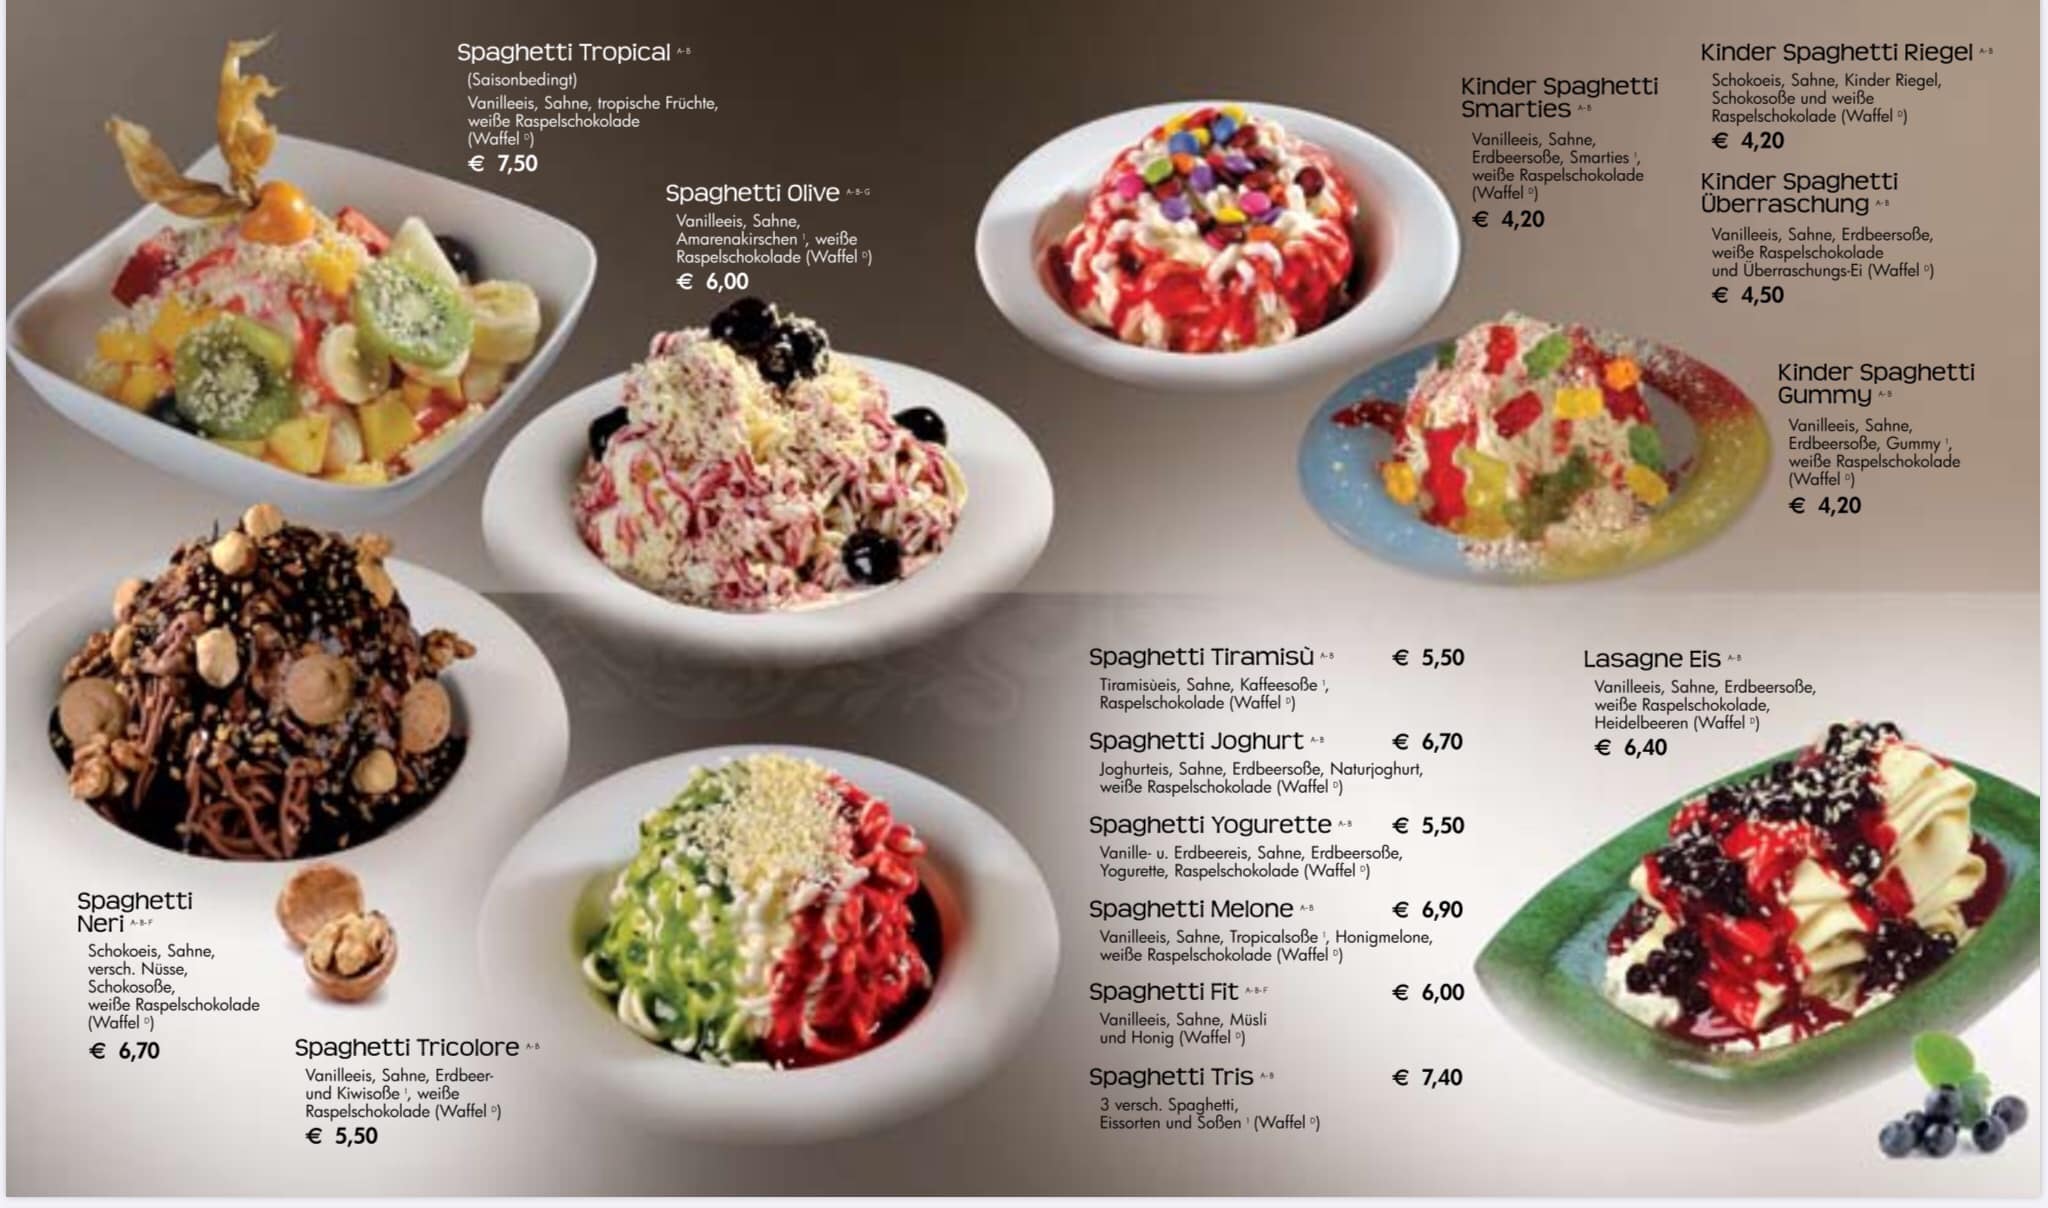 Spaghetti Tropical A-B
(Saisonbedingt)
Vanilleeis, Sahne, tropische Früchte,
weiße Raspelschokolade
(Waffel D)
€ 7,50
Spaghetti Olive A-B-G
Vanilleeis, Sahne,
Amarenakirschen 1, weiße
Raspelschokolade (Waffel D)
€ 6,00
Kinder Spaghetti
Smarties A-B
Vanilleeis, Sahne,
Erdbeersoße, Smarties 1,
weiße Raspelschokolade
(Waffel D)
€ 4,20
Kinder Spaghetti Riegel A-B
Schokoeis, Sahne, Kinder Riegel,
Schokosoße und weiße
Raspelschokolade (Waffel D)
€ 4,20
Kinder Spaghetti
Überraschung A-B
Vanilleeis, Sahne, Erdbeersoße,
weiße Raspelschokolade
und Überraschungs-Ei (Waffel D)
€ 4,50
Kinder Spaghetti
Gummy A-B
Vanilleeis, Sahne,
Erdbeersoße, Gummy 1,
weiße Raspelschokolade
(Waffel D)
€ 4,20
Spaghetti
Neri A-B-F
Schokoeis, Sahne,
versch. Nüsse,
Schokosoße,
weiße Raspelschokolade
(Waffel D)
€ 6,70
Spaghetti Tricolore A-B
Vanilleeis, Sahne, Erdbeer-
und Kiwisoße 1, weiße
Raspelschokolade (Waffel D)
€ 5,50
Spaghetti Tiramisù A-B € 5,50
Tiramisùeis, Sahne, Kaffeesoße 1,
Raspelschokolade (Waffel D)
Spaghetti Joghurt A-B € 6,70
Joghurteis, Sahne, Erdbeersoße, Naturjoghurt,
weiße Raspelschokolade (Waffel D)
Spaghetti Yogurette A-B € 5,50
Vanille- u. Erdbeereis, Sahne, Erdbeersoße,
Yogurette, Raspelschokolade (Waffel D)
Spaghetti Melone A-B € 6,90
Vanilleeis, Sahne, Tropicalsoße 1, Honigmelone,
weiße Raspelschokolade (Waffel D)
Spaghetti Fit A-B-F € 6,00
Vanilleeis, Sahne, Müsli
und Honig (Waffel D)
Spaghetti Tris A-B € 7,40
3 versch. Spaghetti,
Eissorten und Soßen 1 (Waffel D)
Lasagne Eis A-B
Vanilleeis, Sahne, Erdbeersoße,
weiße Raspelschokolade,
Heidelbeeren (Waffel D)
€ 6,40